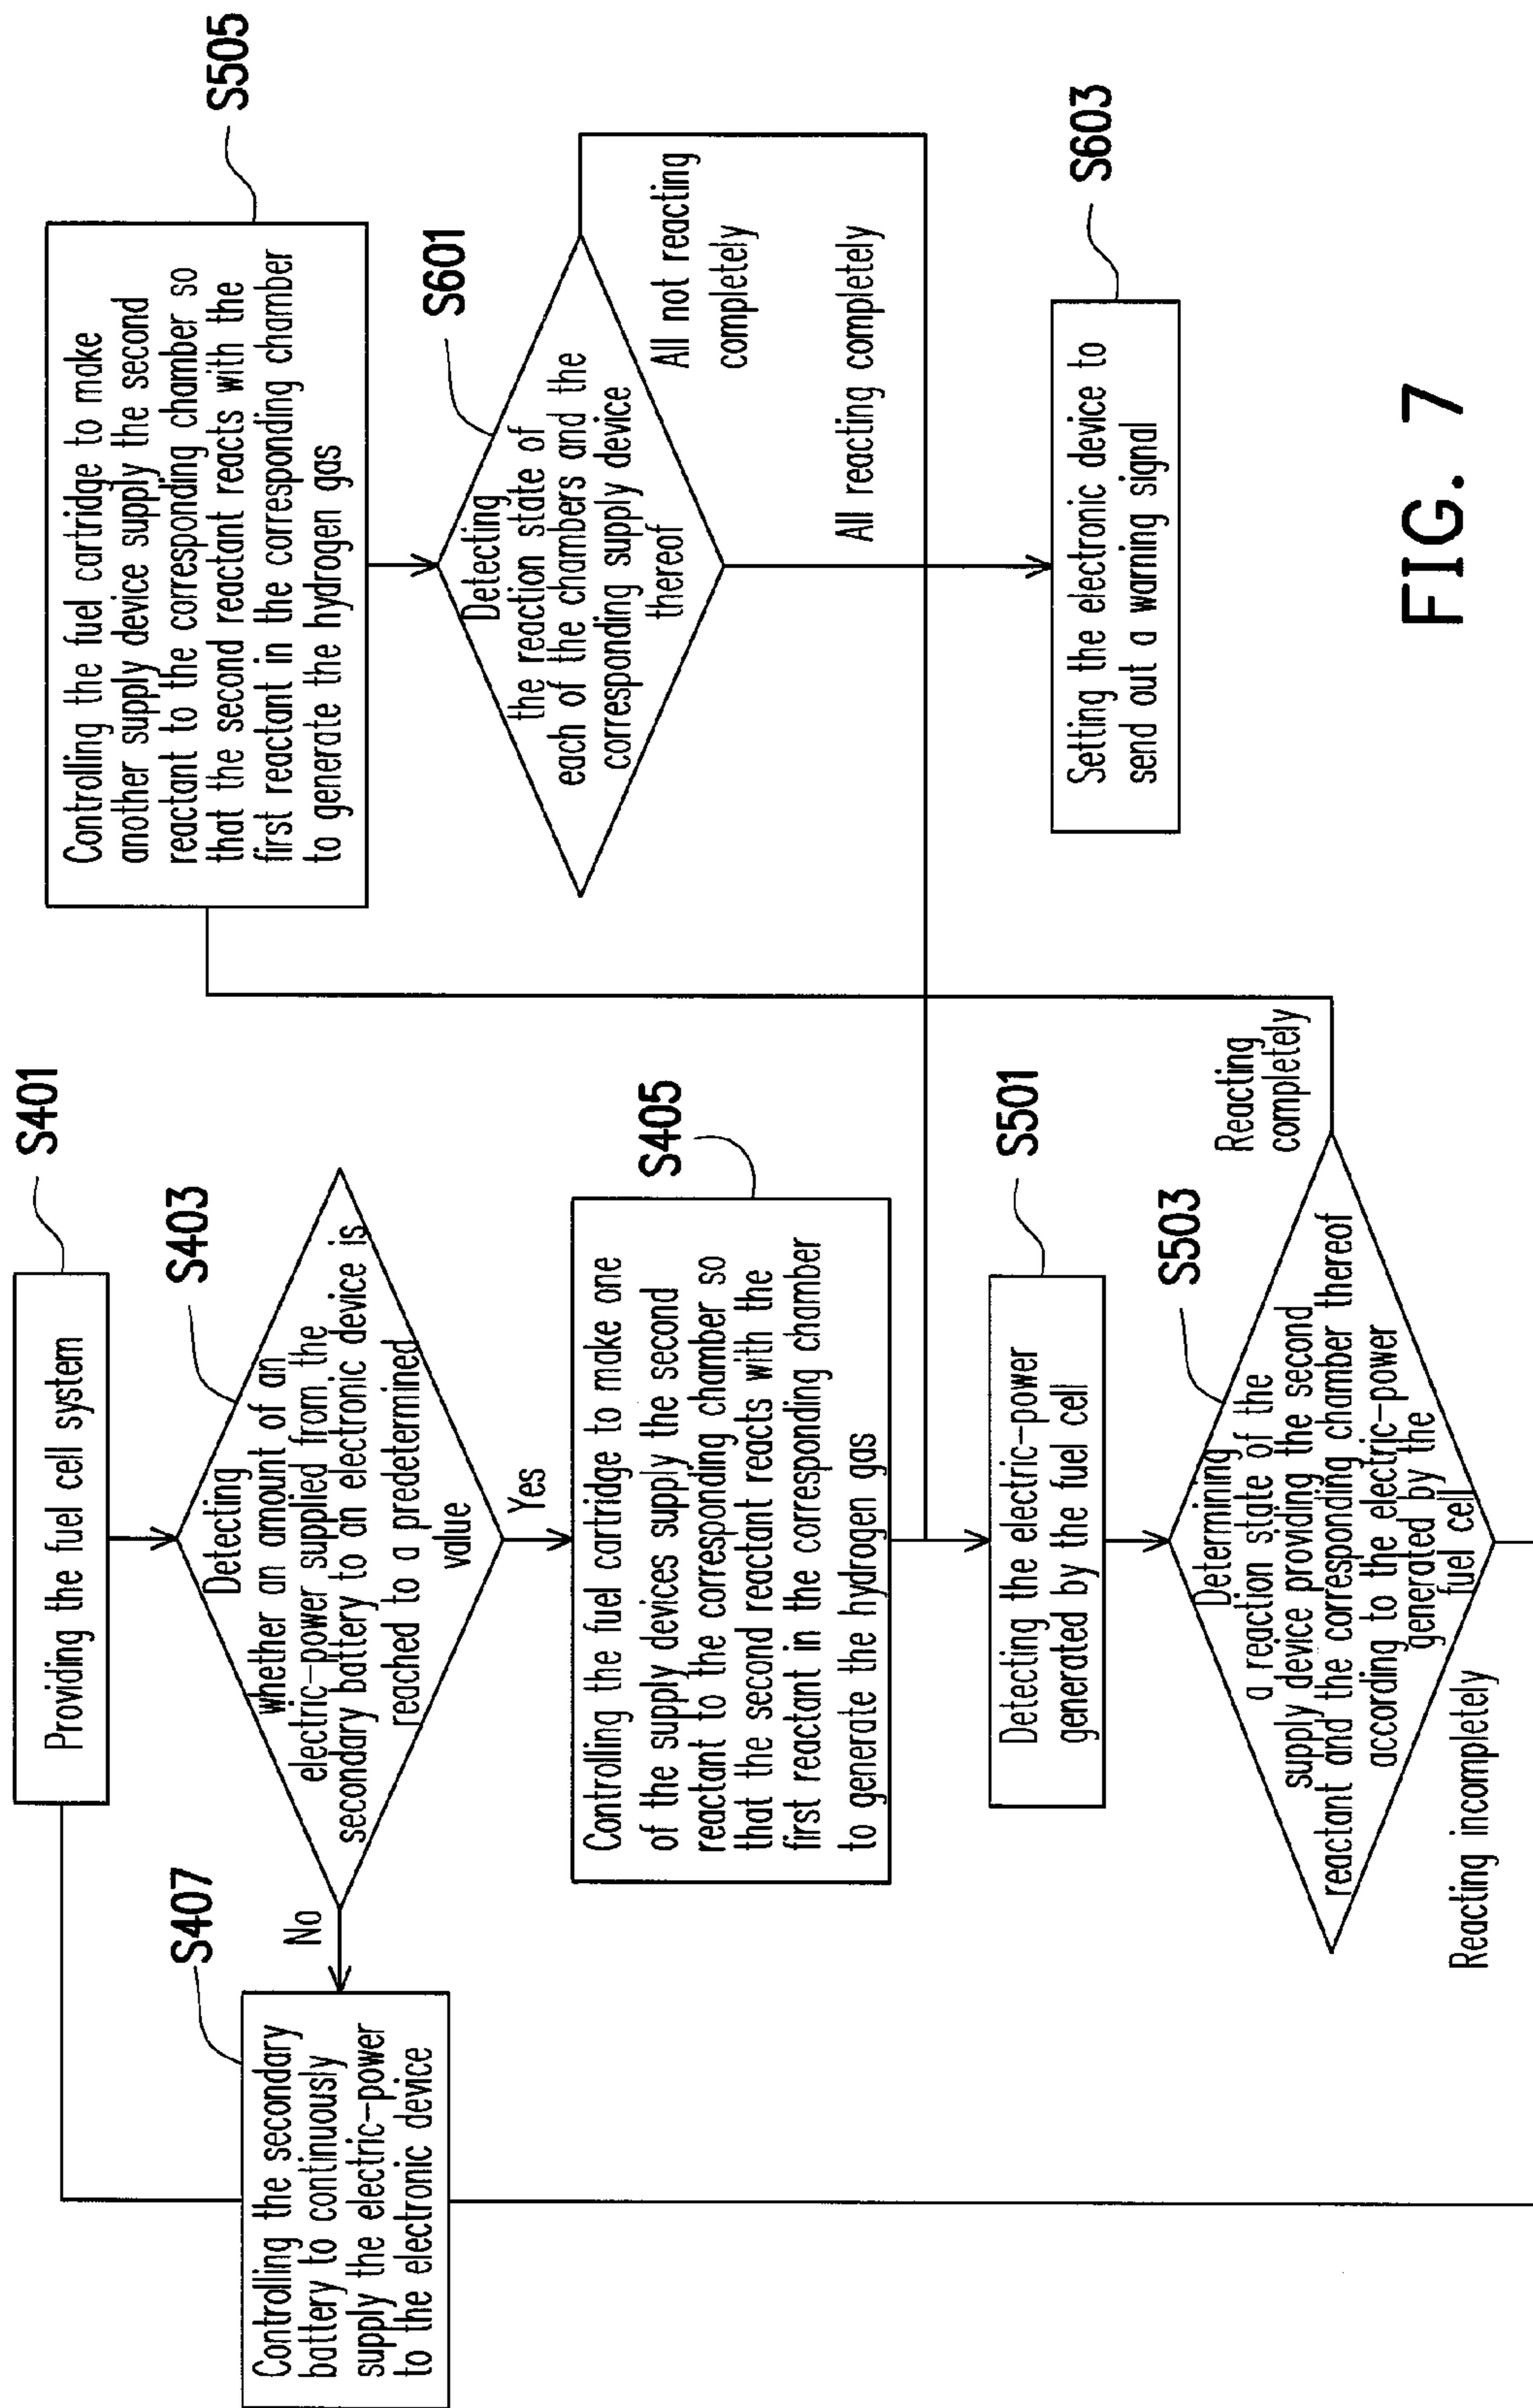 S401
Providing the fuel cell system
S403
Detecting
whether an amount of an
electric-power supplied from the
secondary battery to an electronic device is
reached to a predetermined
value
No
Yes
S407
Controlling the secondary
battery to continuously
supply the electric-power
to the electronic device
S405
Controlling the fuel cartridge to make one
of the supply devices supply the second
reactant to the corresponding chamber so
that the second reactant reacts with the
first reactant in the corresponding chamber
to generate the hydrogen gas
S501
Detecting the electric-power
generated by the fuel cell
S503
Determining
a reaction state of the
supply device providing the second
reactant and the corresponding chamber thereof
according to the electric-power
generated by the
fuel cell
Reacting incompletely
Reacting
completely
S505
Controlling the fuel cartridge to make
another supply device supply the second
reactant to the corresponding chamber so
that the second reactant reacts with the
first reactant in the corresponding chamber
to generate the hydrogen gas
S601
Detecting
the reaction state of
each of the chambers and the
corresponding supply device
thereof
All not reacting
completely
All reacting completely
S603
Setting the electronic device to
send out a warning signal
FIG. 7